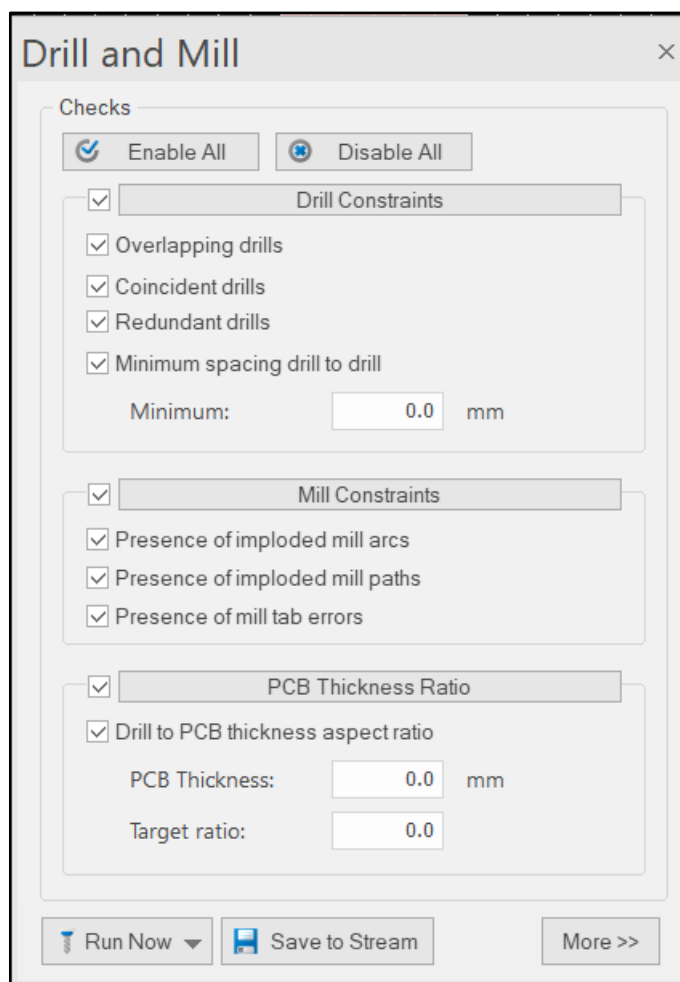 Drill and Mill
Checks
Enable All Disable All
Drill Constraints
Overlapping drills
Coincident drills
Redundant drills
Minimum spacing drill to drill
Minimum: 0.0 mm
Mill Constraints
Presence of imploded mill arcs
Presence of imploded mill paths
Presence of mill tab errors
PCB Thickness Ratio
Drill to PCB thickness aspect ratio
PCB Thickness: 0.0 mm
Target ratio: 0.0
Run Now Save to Stream More >>